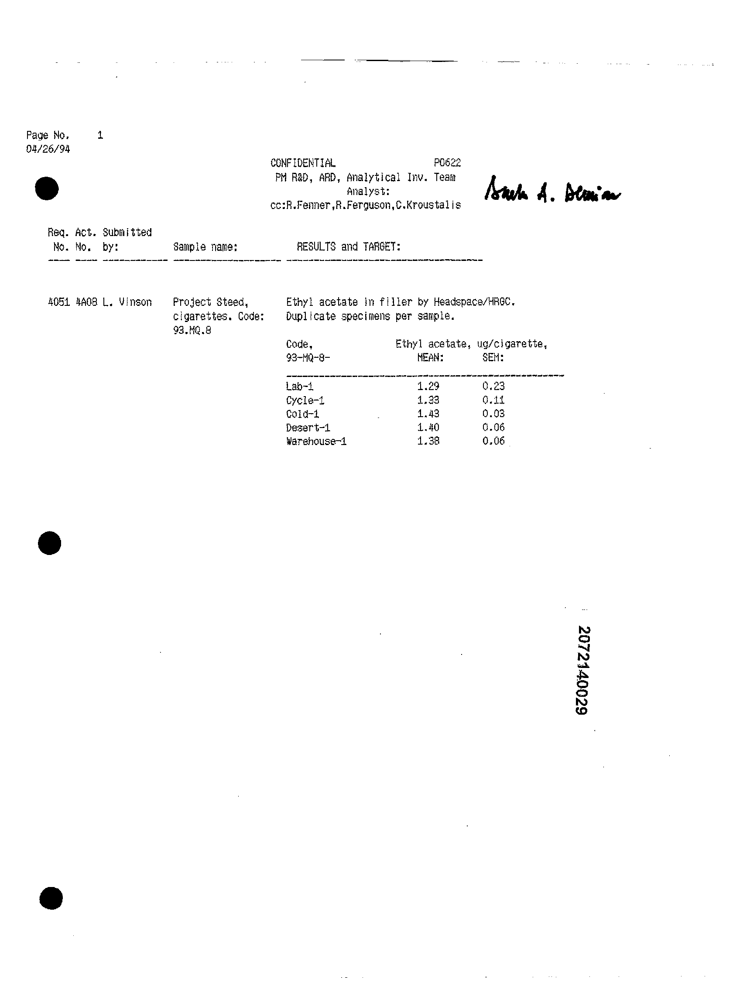 Page No. 1
04/26/94
CONFIDENTIAL P0622
PM R&D, ARD, Analytical Inv. Team
Analyst:
cc:R.Fenner,R.Ferguson,C.Kroustalis
A.
Req. Act. Submitted
No. No. by: Sample name: RESULTS and TARGET:
4051 4A08 L. Vinson Project Steed, Ethyl acetate in filler by Headspace/HRGC.
cigarettes. Code: Duplicate specimens per sample.
93.MQ.8
Code, Ethyl acetate, ug/cigarette,
93-MQ-8- MEAN: SEM:
Lab-1 1.29 0.23
Cycle-1 1.33 0.11
Cold-1 1.43 0.03
Desert-1 1.40 0.06
Warehouse-1 1.38 0.06
2072140029